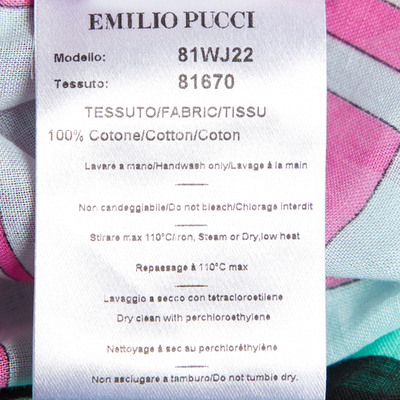 EMILIO PUCCI
Modello: 81WJ22
Tessuto: 81670
TESSUTO/FABRIC/TISSU
100% Cotone/Cotton/Coton
Lavare a mano/Handwash only/Lavage à la main
Non candeggiabile/Do not bleach/Chlorage interdit
Stirare max 110°C/Iron, Steam or Dry,low heat
Repassage à 110°C max
Lavaggio a secco con tetracloroetilene
Dry clean with perchloroethylene
Nettoyage à sec au perchloréthylène
Non asciugare a tamburo/Do not tumble dry.